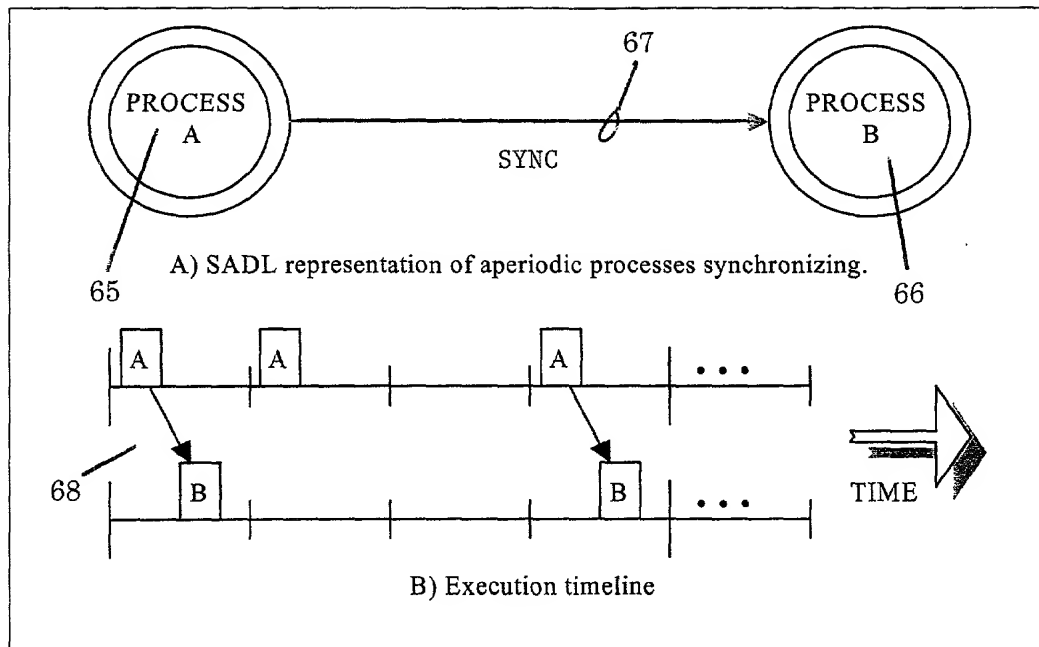 67
PROCESS
A
PROCESS
B
SYNC
65
A) SADL representation of aperiodic processes synchronizing.
66
A
A
A
• • •
68
B
B
• • •
TIME
B) Execution timeline